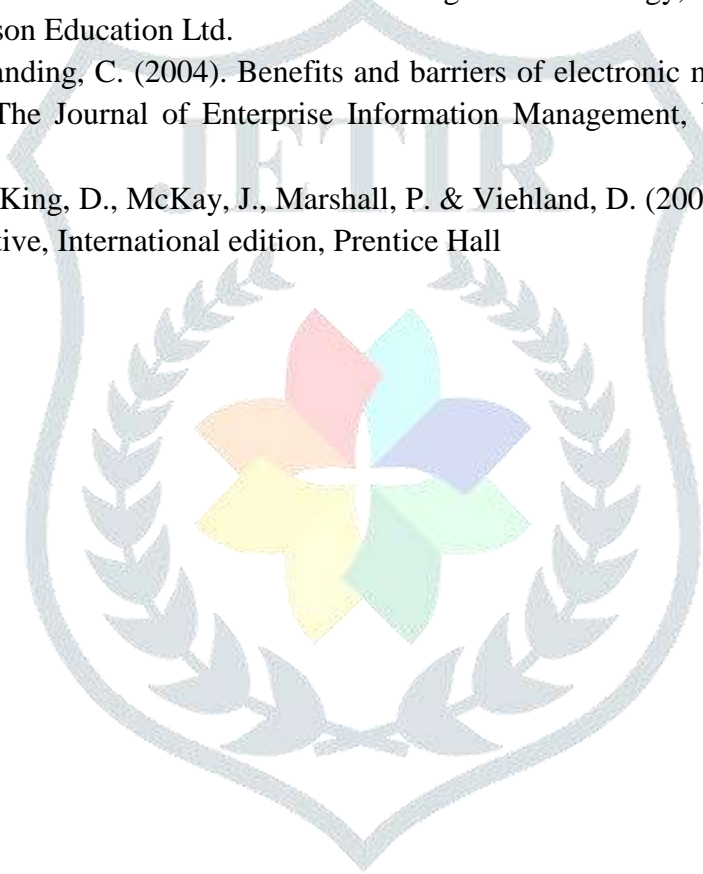 son Education Ltd.
anding, C. (2004). Benefits and barriers of electronic m
The Journal of Enterprise Information Management,
King, D., McKay, J., Marshall, P. & Viehland, D. (200
tive, International edition, Prentice Hall
JETIR